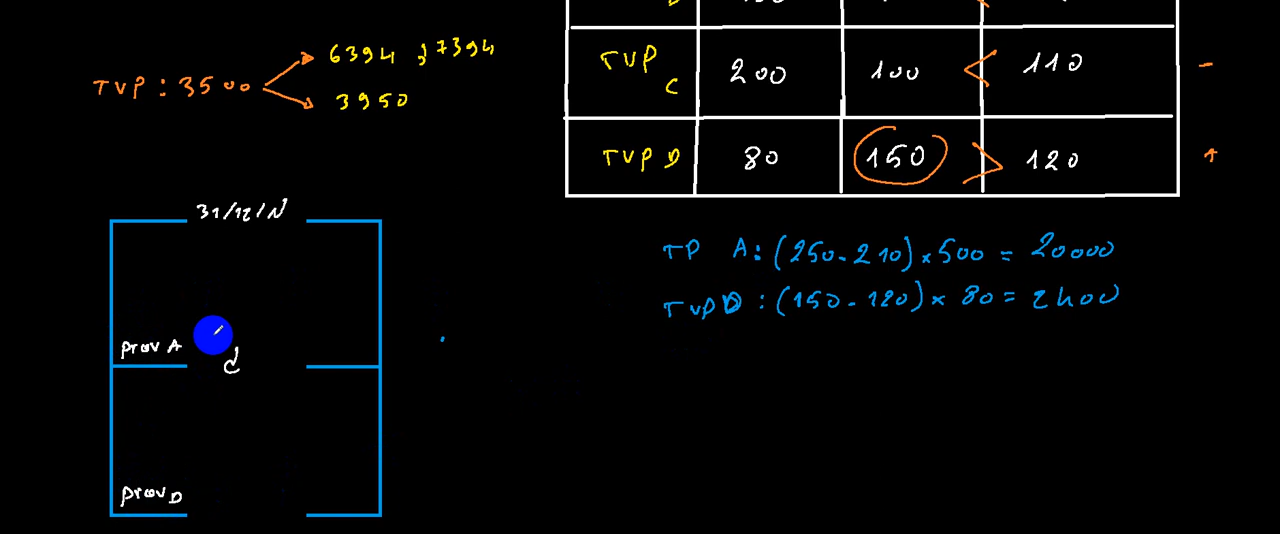 TVP : 3500
6394 ; 7394
3950
TVP C 200 100 < 110 -
TVP D 80 150 > 120 +
31/12/N
TP A : (250-210) × 500 = 20000
TVP D : (150-120) × 80 = 2400
prov A
prov D